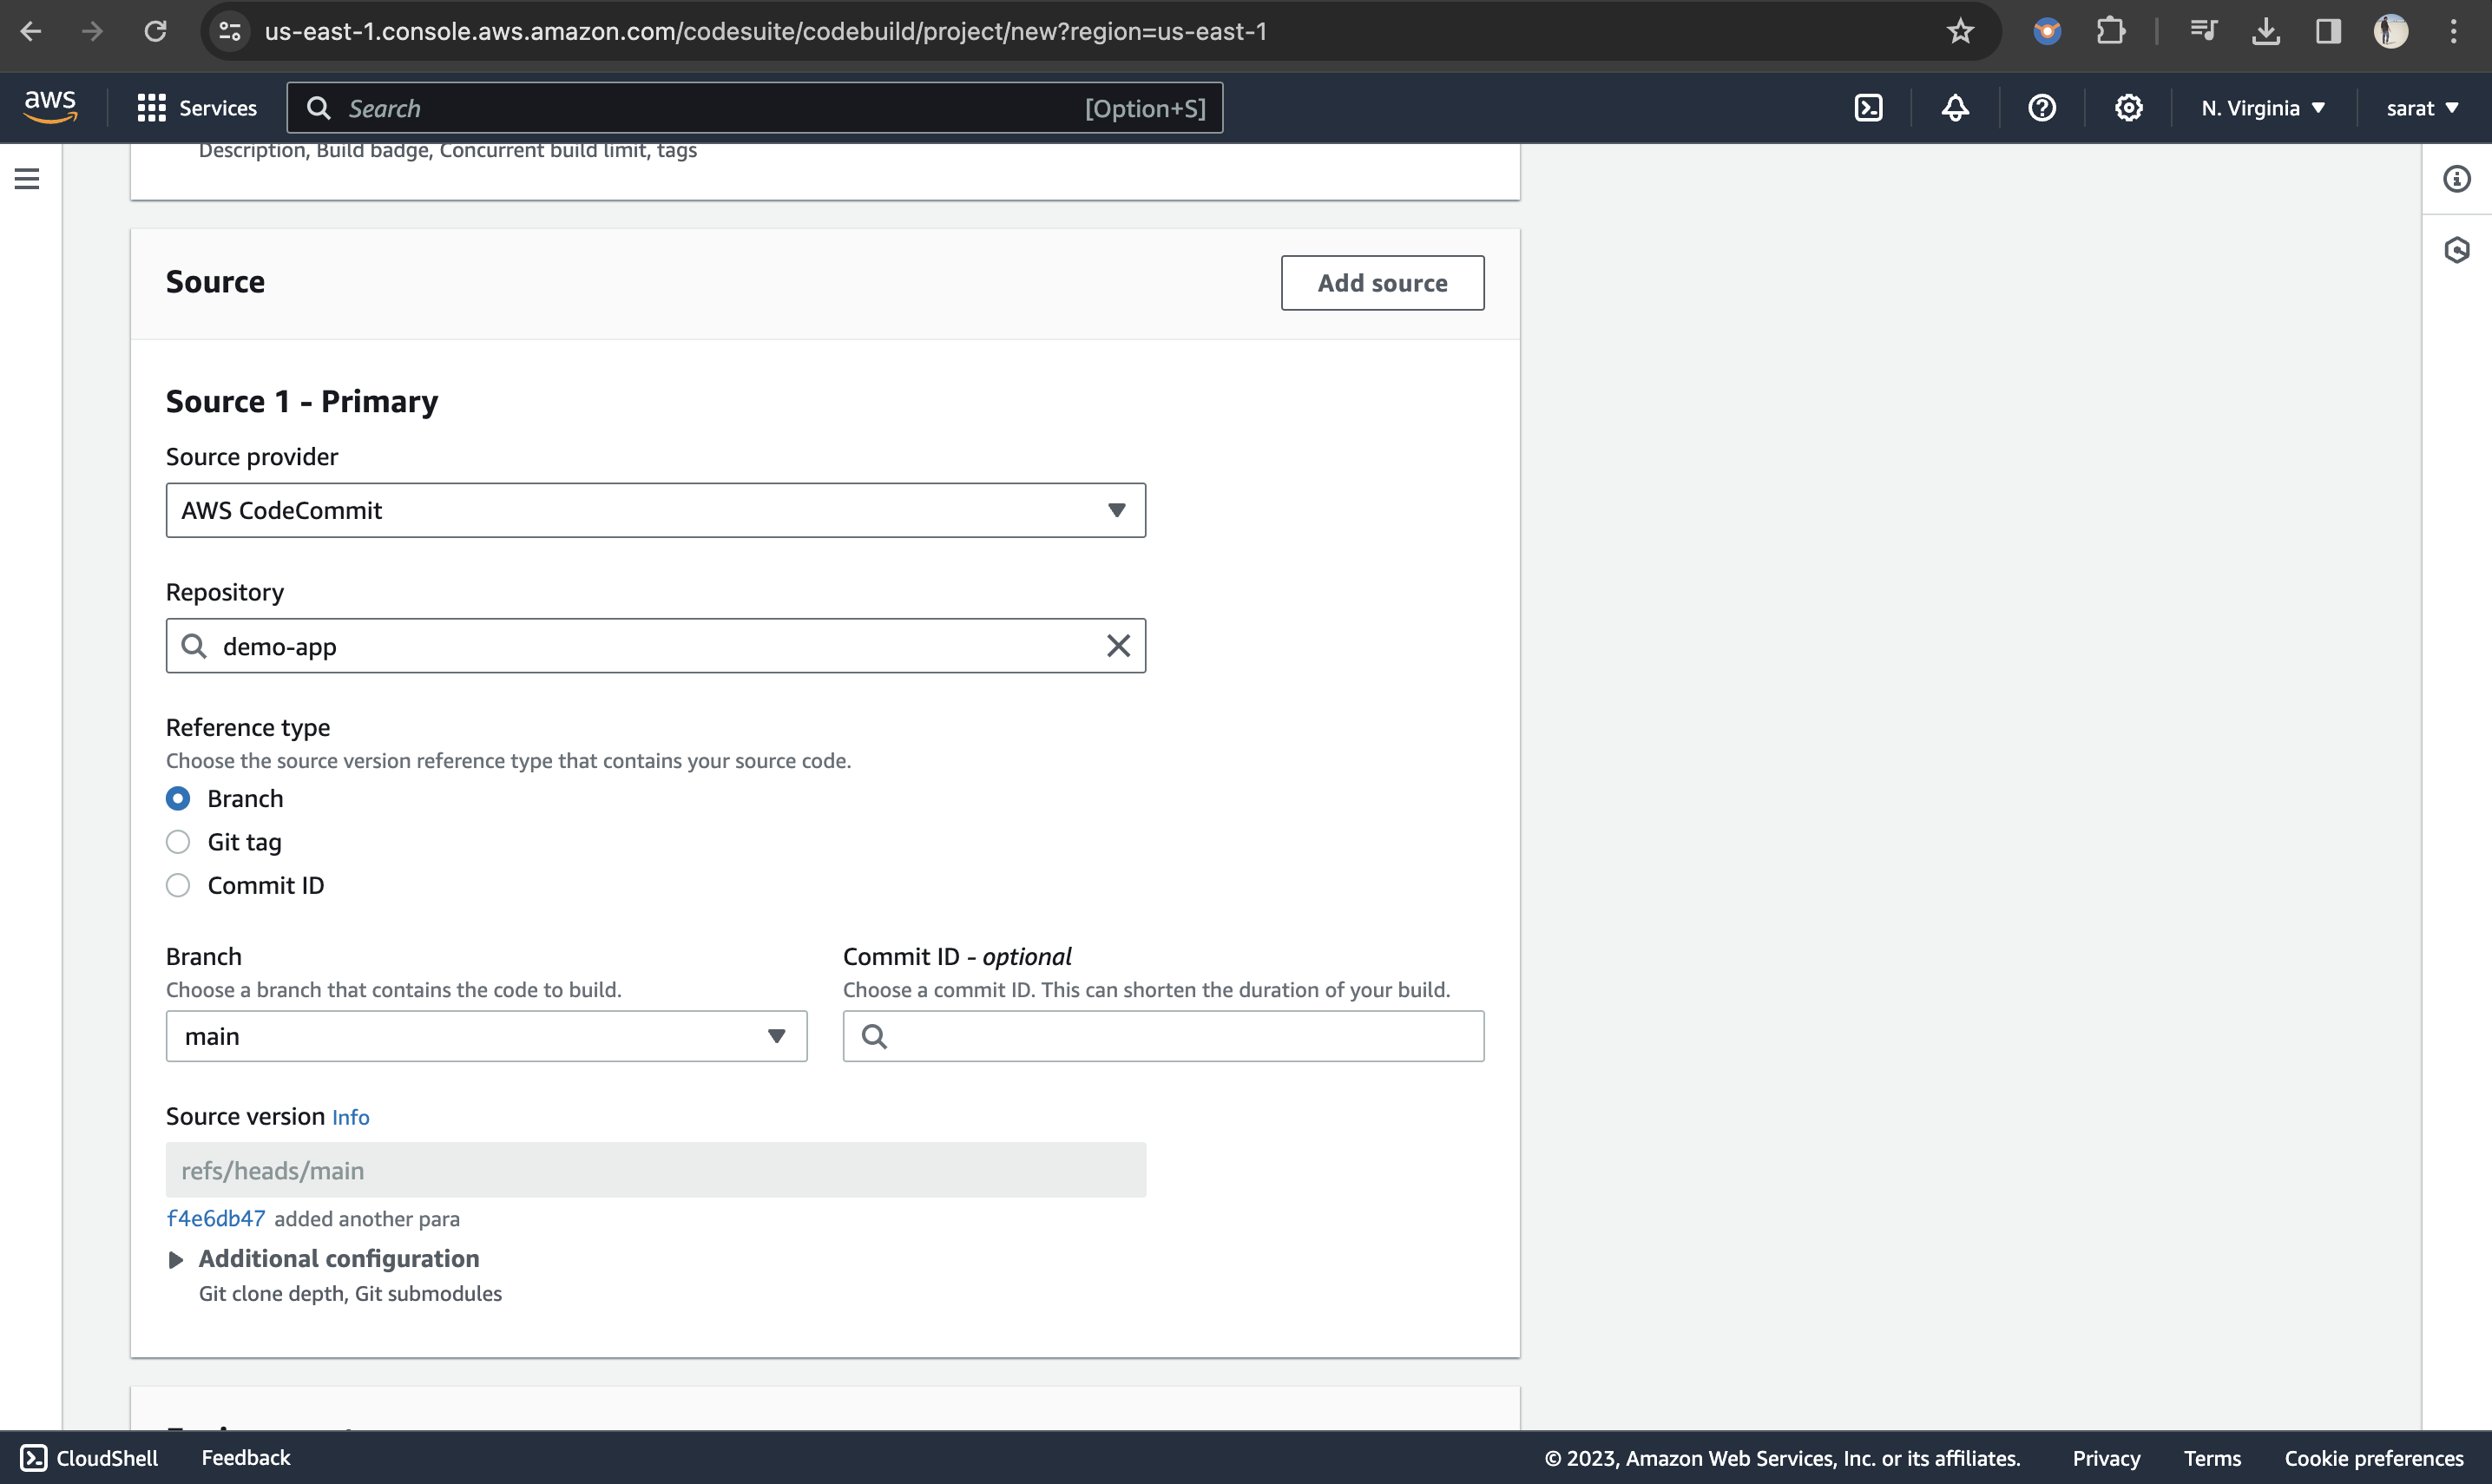 us-east-1.console.aws.amazon.com/codesuite/codebuild/project/new?region=us-east-1
aws
Services
Search
[Option+S]
N. Virginia
sarat
Description, Build badge, Concurrent build limit, tags
Source
Add source
Source 1 - Primary
Source provider
AWS CodeCommit
Repository
demo-app
Reference type
Choose the source version reference type that contains your source code.
Branch
Git tag
Commit ID
Branch
Commit ID - optional
Choose a branch that contains the code to build.
Choose a commit ID. This can shorten the duration of your build.
main
Source version Info
refs/heads/main
f4e6db47 added another para
Additional configuration
Git clone depth, Git submodules
CloudShell
Feedback
© 2023, Amazon Web Services, Inc. or its affiliates.
Privacy
Terms
Cookie preferences